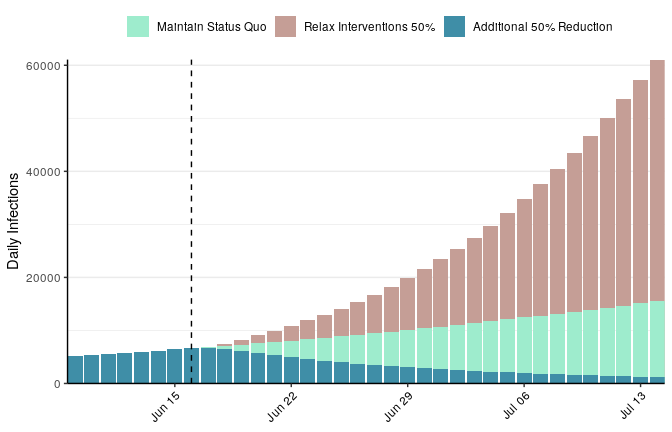 Maintain Status Quo Relax Interventions 50% Additional 50% Reduction
60000
40000
20000
0
Daily Infections
Jun 15 Jun 22 Jun 29 Jul 06 Jul 13